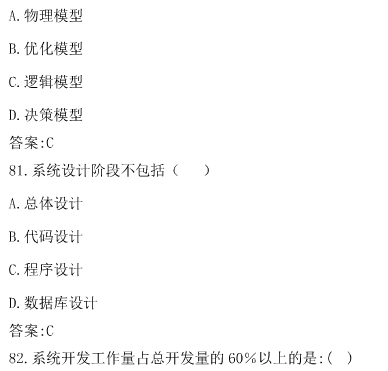 A.物理模型
B.优化模型
C.逻辑模型
D.决策模型
答案:C
81.系统设计阶段不包括（　　）
A.总体设计
B.代码设计
C.程序设计
D.数据库设计
答案:C
82.系统开发工作量占总开发量的60％以上的是:(　)